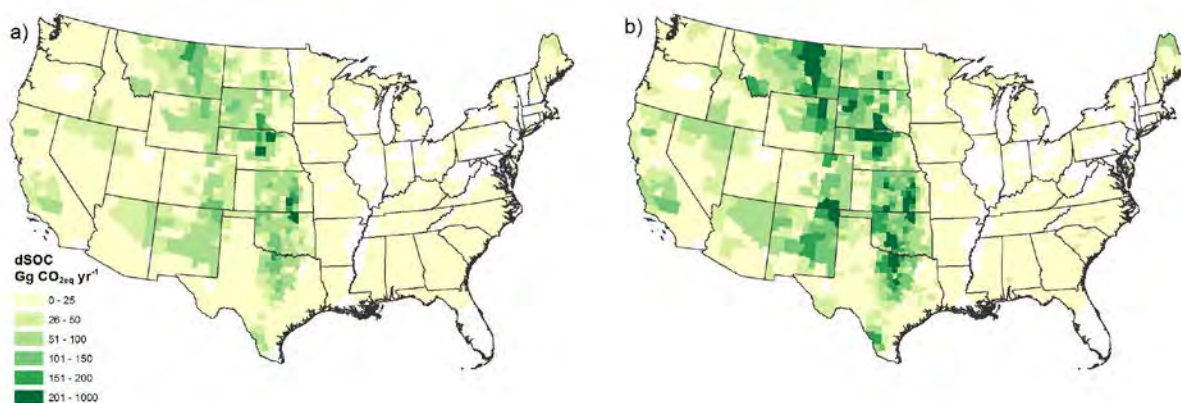 a)
b)
dSOC
Gg CO₂eq yr⁻¹
0 - 25
26 - 50
51 - 100
101 - 150
151 - 200
201 - 1000